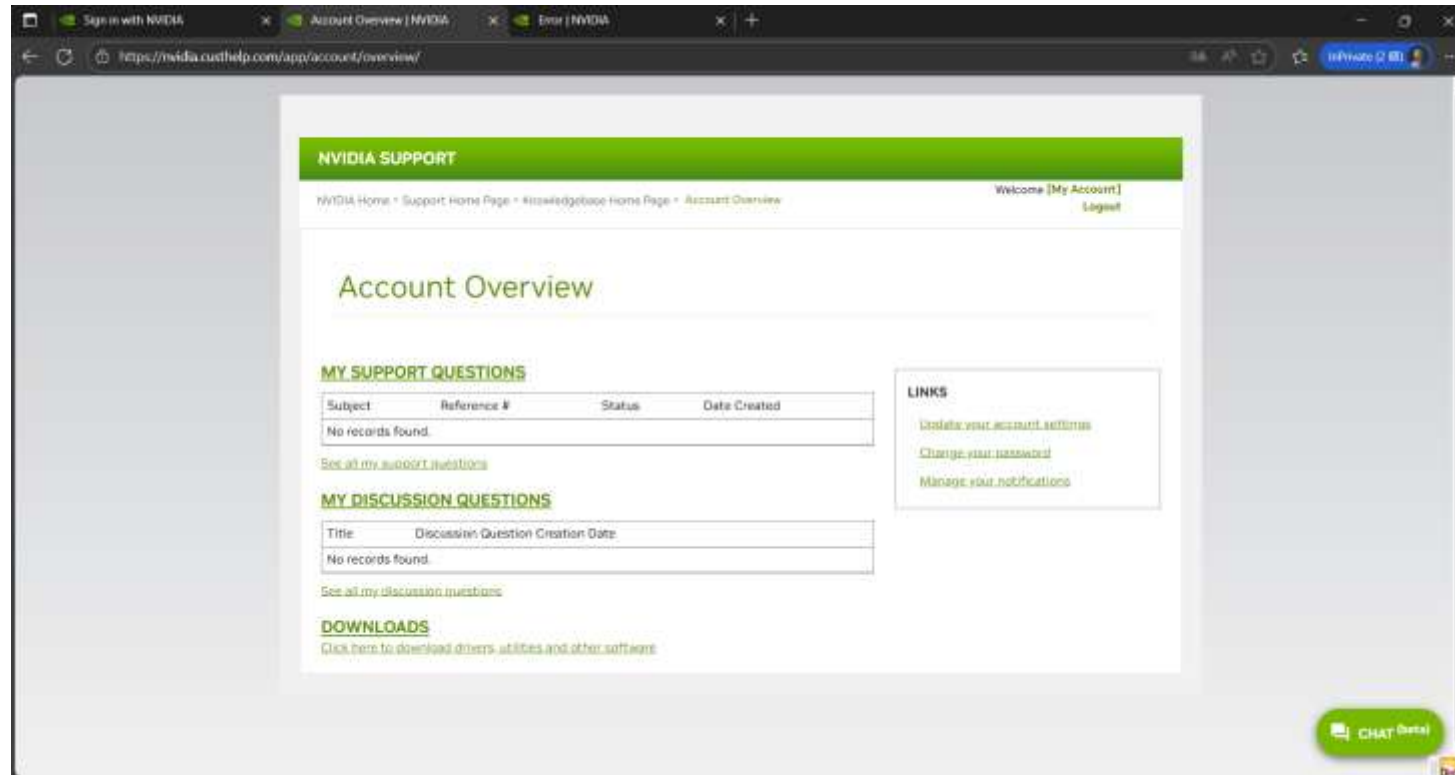 Sign in with NVIDIA
Account Overview | NVIDIA
Error | NVIDIA
https://nvidia.custhelp.com/app/account/overview/
InPrivate (2)
NVIDIA SUPPORT
NVIDIA Home > Support Home Page > Knowledgebase Home Page > Account Overview
Welcome [My Account]
Logout
Account Overview
MY SUPPORT QUESTIONS
Subject Reference # Status Date Created
No records found.
See all my support questions
MY DISCUSSION QUESTIONS
Title Discussion Question Creation Date
No records found.
See all my discussion questions
DOWNLOADS
Click here to download drivers, utilities and other software
LINKS
Update your account settings
Change your password
Manage your notifications
CHAT (beta)